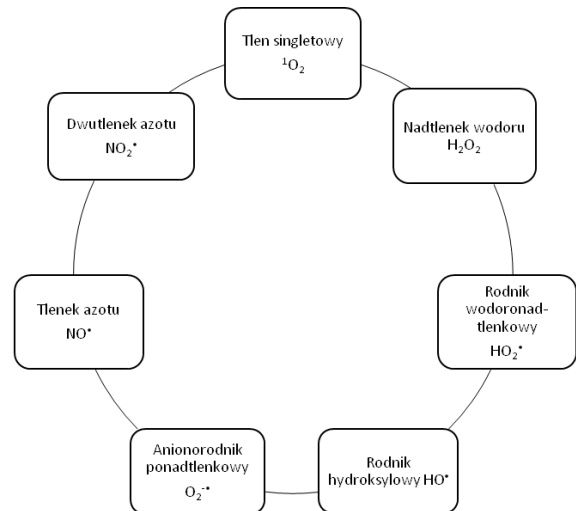 Tlen singletowy
¹O₂
Nadtlenek wodoru
H₂O₂
Rodnik
wodoronad-
tlenkowy
HO₂•
Rodnik
hydroksylowy HO•
Anionorodnik
ponadtlenkowy
O₂⁻•
Tlenek azotu
NO•
Dwutlenek azotu
NO₂•